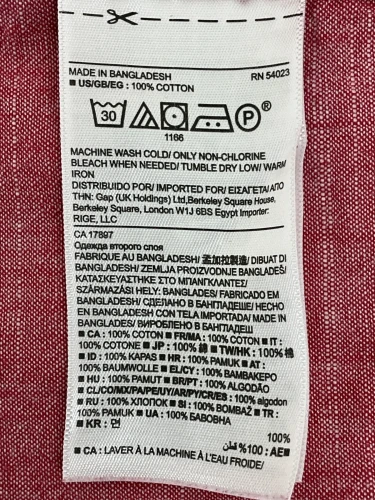 MADE IN BANGLADESH RN 54023
■ US/GB/EG : 100% COTTON
30 P ®
1166
MACHINE WASH COLD/ ONLY NON-CHLORINE
BLEACH WHEN NEEDED/ TUMBLE DRY LOW/ WARM
IRON
DISTRIBUIDO POR/ IMPORTED FOR/ ΕΙΣΑΓΕΤΑΙ ΑΠΟ
ΤΗΝ: Gap (UK Holdings) Ltd,Berkeley Square House,
Berkeley Square, London W1J 6BS Egypt Importer:
RIGE, LLC
CA 17897
Одежда второго слоя
FABRIQUE AU BANGLADESH/ 孟加拉製造/ DIBUAT DI
BANGLADESH/ ZEMLJA PROIZVODNJE BANGLADEŠ/
ΚΑΤΑΣΚΕΥΑΣΤΗΚΕ ΣΤΟ ΜΠΑΝΓΚΛΑΝΤΕΣ/
SZÁRMAZÁSI HELY: BANGLADES/ FABRICADO EM
BANGLADESH/ СДЕЛАНО В БАНГЛАДЕШ/ HECHO
EN BANGLADESH CON TELA IMPORTADA/ MADE IN
BANGLADES/ ВИРОБЛЕНО В БАНГЛАДЕШ
■ CA : 100% COTON ■ FR/MA : 100% COTON ■ IT :
100% COTONE ■ JP : 100% 綿 ■ TW/HK : 100% 棉
■ ID : 100% KAPAS ■ HR : 100% PAMUK ■ AT :
100% BAUMWOLLE ■ EL/CY : 100% ΒΑΜΒΑΚΕΡΟ
■ HU : 100% PAMUT ■ BR/PT : 100% ALGODÃO
■ CL/CO/MX/PA/PE/UY/AR/PY/CR/ES : 100% algodon
■ RU : 100% ХЛОПОК ■ SI : 100% BOMBAŽ ■ TR :
100% PAMUK ■ UA : 100% БАВОВНА
■ KR : 면 100%
■ AE : 100% قطن
■ CA : LAVER À LA MACHINE À L'EAU FROIDE/